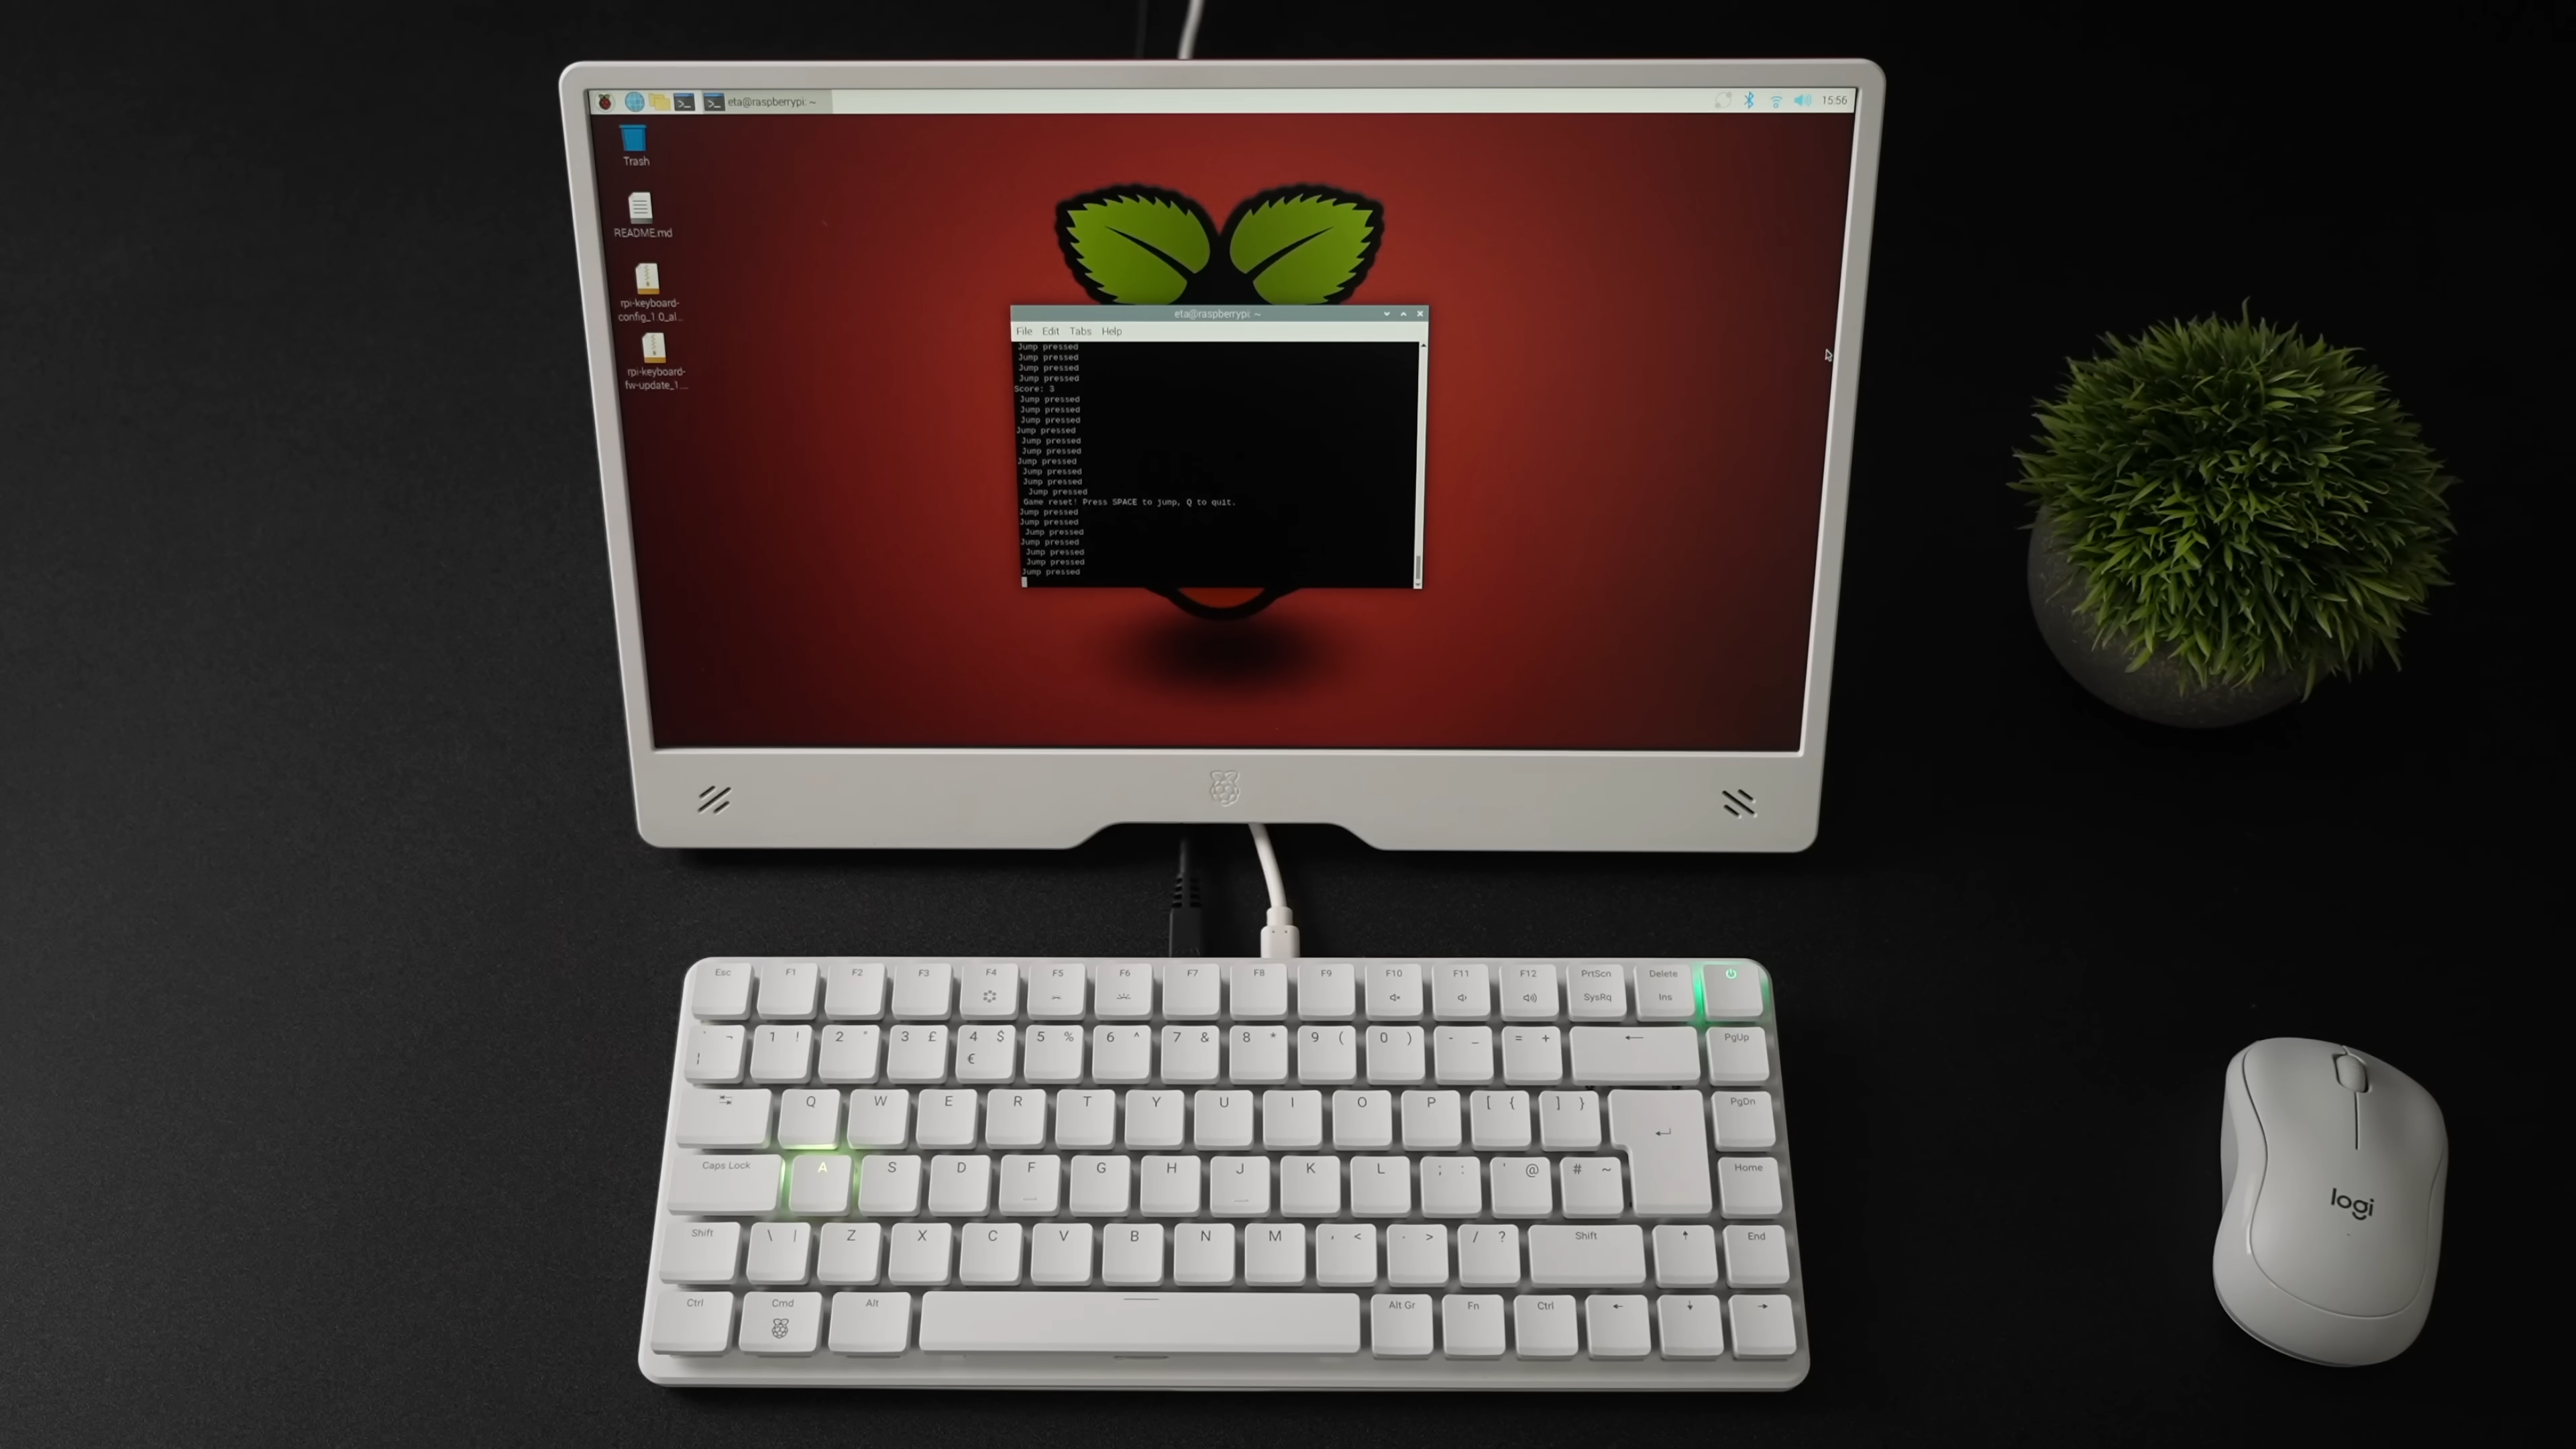 eta@raspberrypi: ~
15:56
Trash
README.md
rpi-keyboard-
config_1.0_al...
rpi-keyboard-
fw-update_1....
eta@raspberrypi: ~
File Edit Tabs Help
Jump pressed
Jump pressed
Jump pressed
Jump pressed
Score: 3
Jump pressed
Jump pressed
Jump pressed
Jump pressed
Jump pressed
Jump pressed
Jump pressed
Jump pressed
Jump pressed
Jump pressed
Game reset! Press SPACE to jump, Q to quit.
Jump pressed
Jump pressed
Jump pressed
Jump pressed
Jump pressed
Jump pressed
Jump pressed
Esc F1 F2 F3 F4 F5 F6 F7 F8 F9 F10 F11 F12 PrtScn Delete
SysRq Ins
` ¬ 1 ! 2 " 3 £ 4 $ 5 % 6 ^ 7 & 8 * 9 ( 0 ) - _ = + ← PgUp
¦ €
Q W E R T Y U I O P [ { ] } PgDn
Caps Lock A S D F G H J K L ; : ' @ # ~ Home
Shift \ | Z X C V B N M , < . > / ? Shift ↑ End
Ctrl Cmd Alt Alt Gr Fn Ctrl ← ↓ →
logi